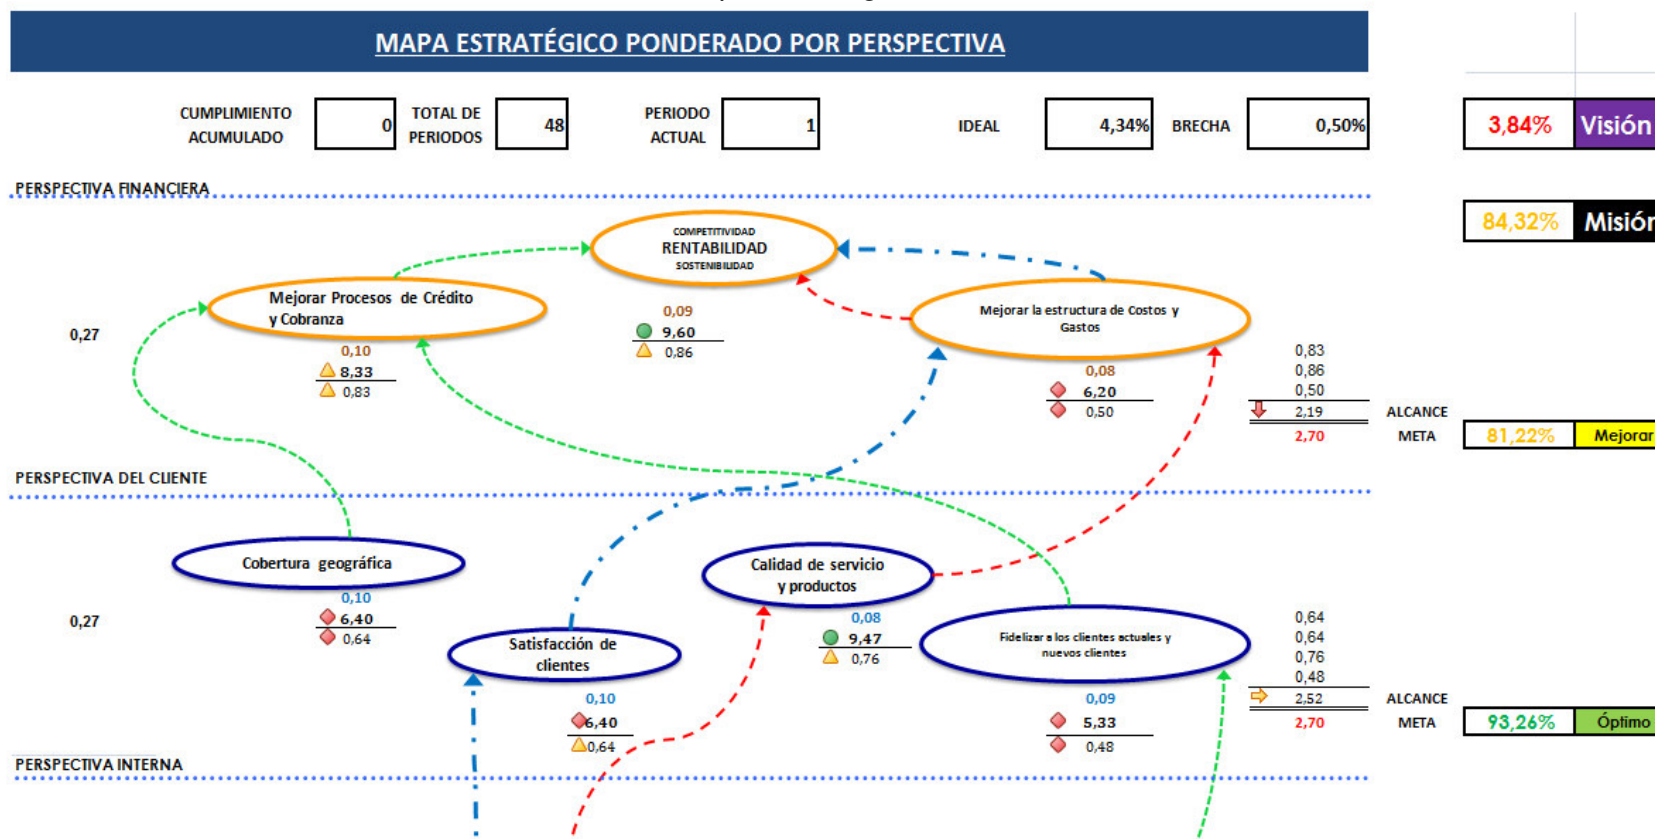 MAPA ESTRATÉGICO PONDERADO POR PERSPECTIVA
CUMPLIMIENTO
ACUMULADO
0
TOTAL DE
PERIODOS
48
PERIODO
ACTUAL
1
IDEAL
4,34%
BRECHA
0,50%
3,84%
Visión
PERSPECTIVA FINANCIERA
84,32%
Misión
COMPETITIVIDAD
RENTABILIDAD
SOSTENIBILIDAD
Mejorar Procesos de Crédito
y Cobranza
Mejorar la estructura de Costos y
Gastos
0,27
0,10
8,33
0,83
0,09
9,60
0,86
0,08
6,20
0,50
0,83
0,86
0,50
2,19
ALCANCE
2,70
META
81,22%
Mejorar
PERSPECTIVA DEL CLIENTE
Cobertura geográfica
Calidad de servicio
y productos
0,27
0,10
6,40
0,64
Satisfacción de
clientes
0,08
9,47
0,76
Fidelizar a los clientes actuales y
nuevos clientes
0,10
6,40
0,64
0,09
5,33
0,48
0,64
0,64
0,76
0,48
2,52
ALCANCE
2,70
META
93,26%
Óptimo
PERSPECTIVA INTERNA